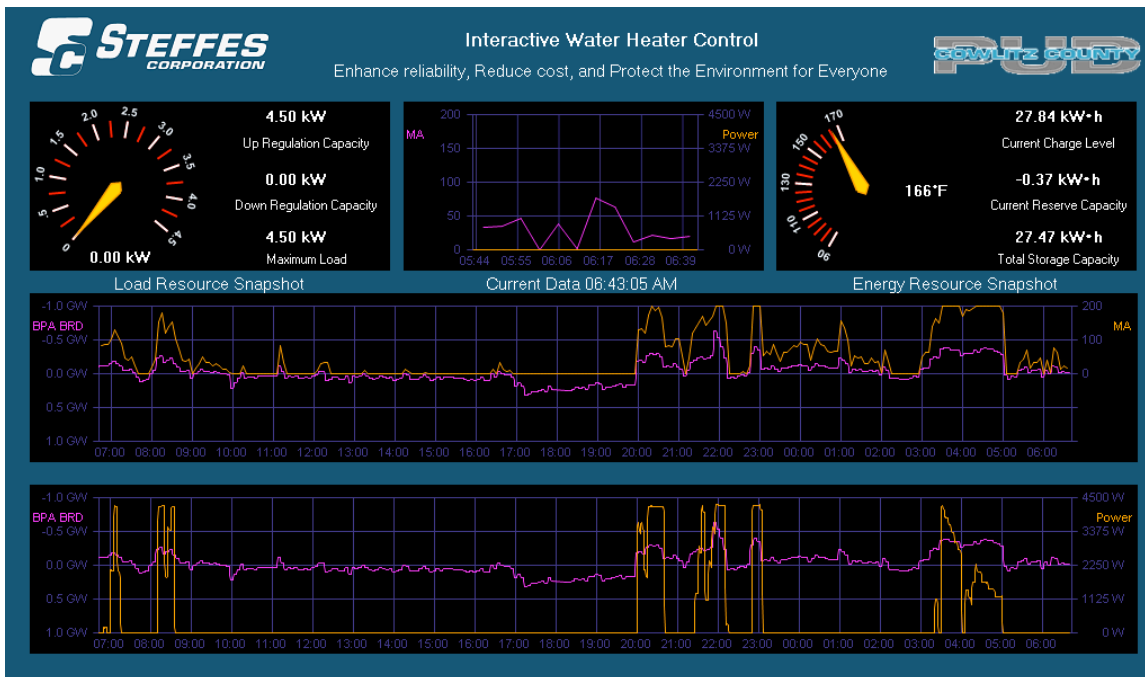 STEFFES
CORPORATION
Interactive Water Heater Control
Enhance reliability, Reduce cost, and Protect the Environment for Everyone
COWLITZ COUNTY
PUD
0
.5
1.0
1.5
2.0
2.5
3.0
3.5
4.0
4.5
0.00 kW
4.50 kW
Up Regulation Capacity
0.00 kW
Down Regulation Capacity
4.50 kW
Maximum Load
MA
200
150
100
50
0
Power
4500 W
3375 W
2250 W
1125 W
0 W
05:44 05:55 06:06 06:17 06:28 06:39
170
150
130
110
90
166°F
27.84 kW•h
Current Charge Level
-0.37 kW•h
Current Reserve Capacity
27.47 kW•h
Total Storage Capacity
Load Resource Snapshot
Current Data 06:43:05 AM
Energy Resource Snapshot
-1.0 GW
BPA BRD
-0.5 GW
0.0 GW
0.5 GW
1.0 GW
200
MA
100
0
07:00 08:00 09:00 10:00 11:00 12:00 13:00 14:00 15:00 16:00 17:00 18:00 19:00 20:00 21:00 22:00 23:00 00:00 01:00 02:00 03:00 04:00 05:00 06:00
-1.0 GW
BPA BRD
-0.5 GW
0.0 GW
0.5 GW
1.0 GW
4500 W
Power
3375 W
2250 W
1125 W
0 W
07:00 08:00 09:00 10:00 11:00 12:00 13:00 14:00 15:00 16:00 17:00 18:00 19:00 20:00 21:00 22:00 23:00 00:00 01:00 02:00 03:00 04:00 05:00 06:00